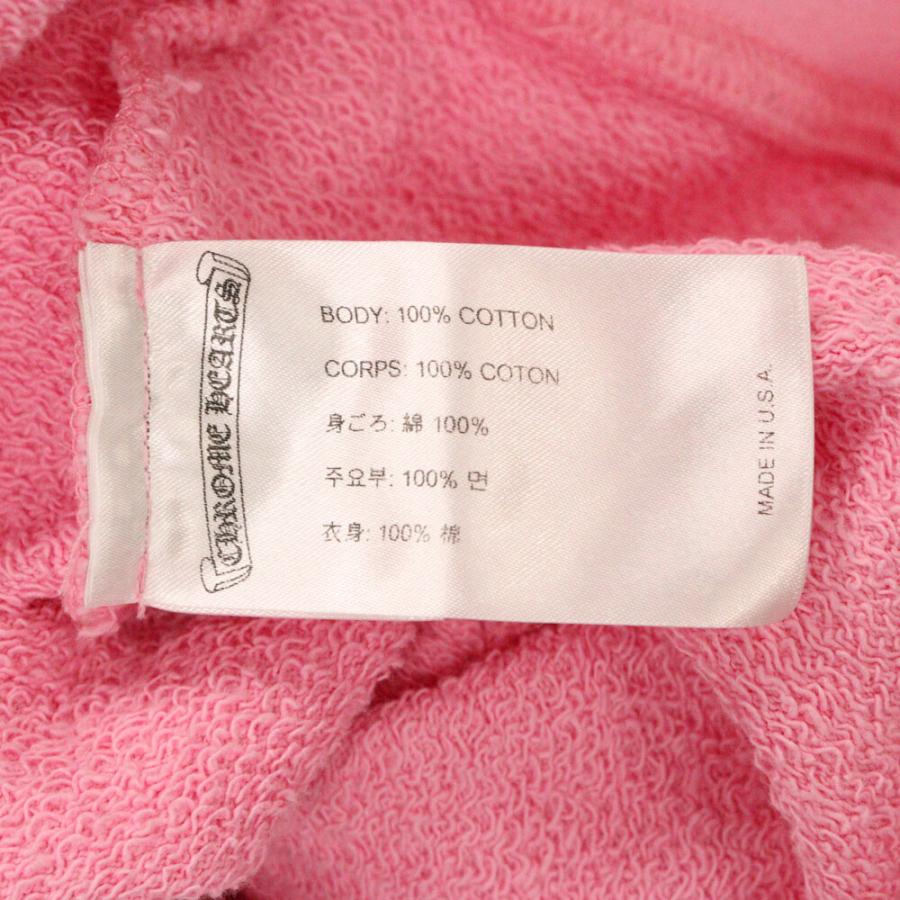 CHROME HEARTS
BODY: 100% COTTON
CORPS: 100% COTON
身ごろ: 綿 100%
주요부: 100% 면
衣身: 100% 棉
MADE IN U.S.A.